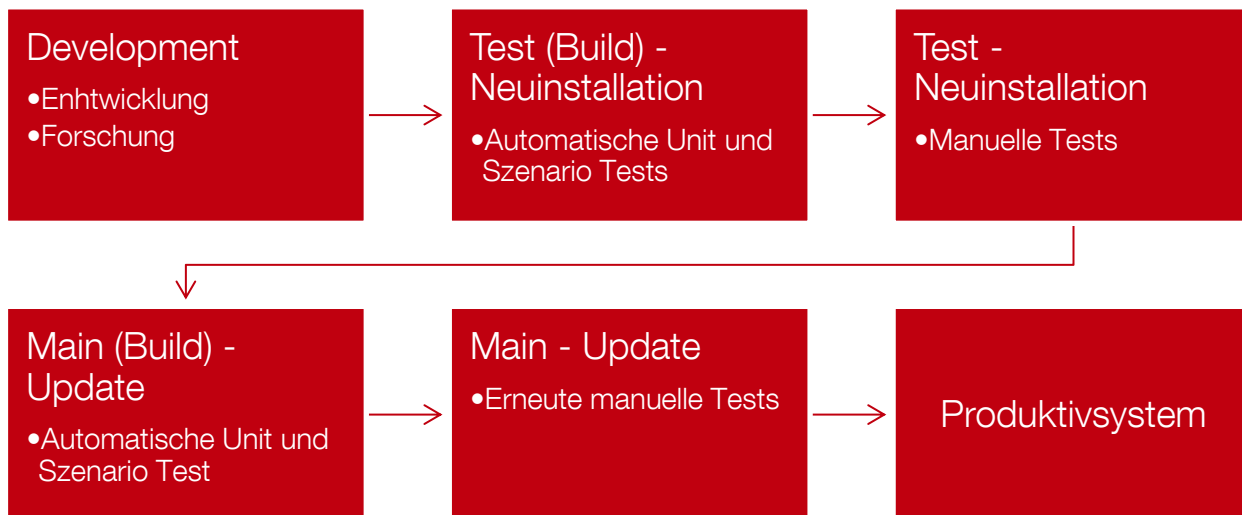 Development
•Enhtwicklung
•Forschung
Test (Build) -
Neuinstallation
•Automatische Unit und
Szenario Tests
Test -
Neuinstallation
•Manuelle Tests
Main (Build) -
Update
•Automatische Unit und
Szenario Test
Main - Update
•Erneute manuelle Tests
Produktivsystem